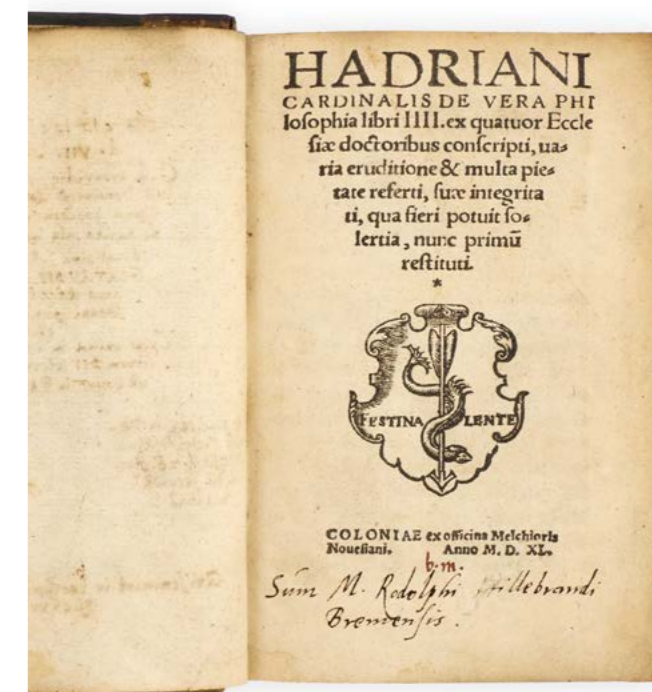 HADRIANI
CARDINALIS DE VERA PHI
losophia libri IIII. ex quatuor Eccle
siæ doctoribus conscripti, ua⸗
ria eruditione & multa pie⸗
tate referti, suæ integrita
ti, qua fieri potuit so⸗
lertia, nunc primũ
restituti.
*
FESTINA LENTE
COLONIAE ex officina Melchioris
Nouesiani. Anno M. D. XL.
b.m.
Sum M. Rodolphi Hillebrandi
Bremensis.